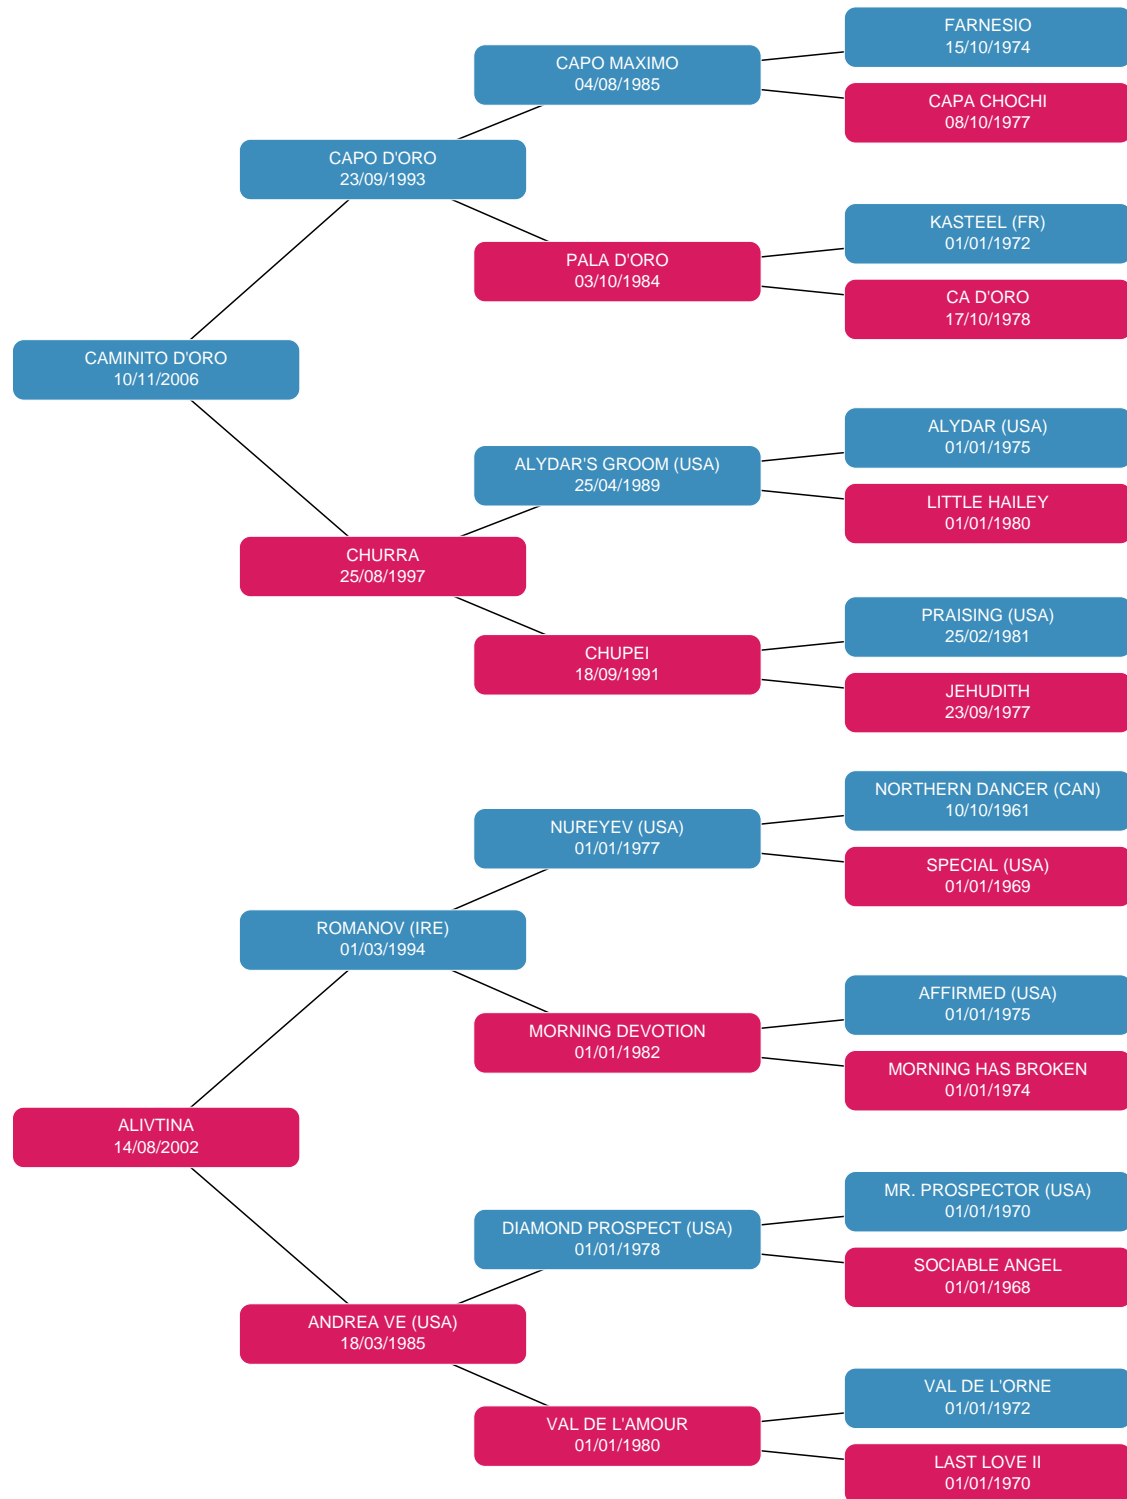 FARNESIO
15/10/1974
CAPO MAXIMO
04/08/1985
CAPA CHOCHI
08/10/1977
CAPO D'ORO
23/09/1993
KASTEEL (FR)
01/01/1972
PALA D'ORO
03/10/1984
CA D'ORO
17/10/1978
CAMINITO D'ORO
10/11/2006
ALYDAR (USA)
01/01/1975
ALYDAR'S GROOM (USA)
25/04/1989
LITTLE HAILEY
01/01/1980
CHURRA
25/08/1997
PRAISING (USA)
25/02/1981
CHUPEI
18/09/1991
JEHUDITH
23/09/1977
NORTHERN DANCER (CAN)
10/10/1961
NUREYEV (USA)
01/01/1977
SPECIAL (USA)
01/01/1969
ROMANOV (IRE)
01/03/1994
AFFIRMED (USA)
01/01/1975
MORNING DEVOTION
01/01/1982
MORNING HAS BROKEN
01/01/1974
ALIVTINA
14/08/2002
MR. PROSPECTOR (USA)
01/01/1970
DIAMOND PROSPECT (USA)
01/01/1978
SOCIABLE ANGEL
01/01/1968
ANDREA VE (USA)
18/03/1985
VAL DE L'ORNE
01/01/1972
VAL DE L'AMOUR
01/01/1980
LAST LOVE II
01/01/1970